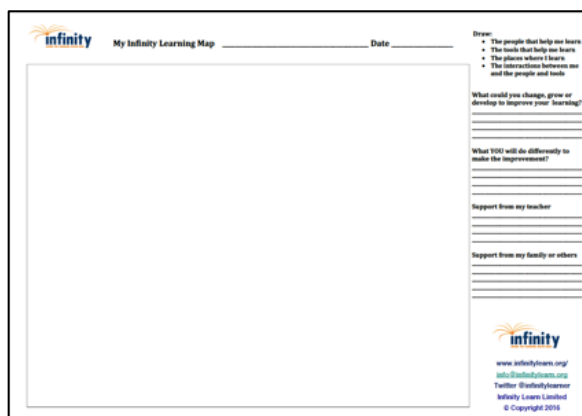 infinity
My Infinity Learning Map ______________________ Date __________
Draw:
• The people that help me learn
• The tools that help me learn
• The places where I learn
• The interactions between me
and the people and tools
What could you change, grow or
develop to improve your learning?
What YOU will do differently to
make the improvement?
Support from my teacher
Support from my family or others
infinity
www.infinitylearn.org/
info@infinitylearn.org
Twitter @infinitylearner
Infinity Learn Limited
© Copyright 2016